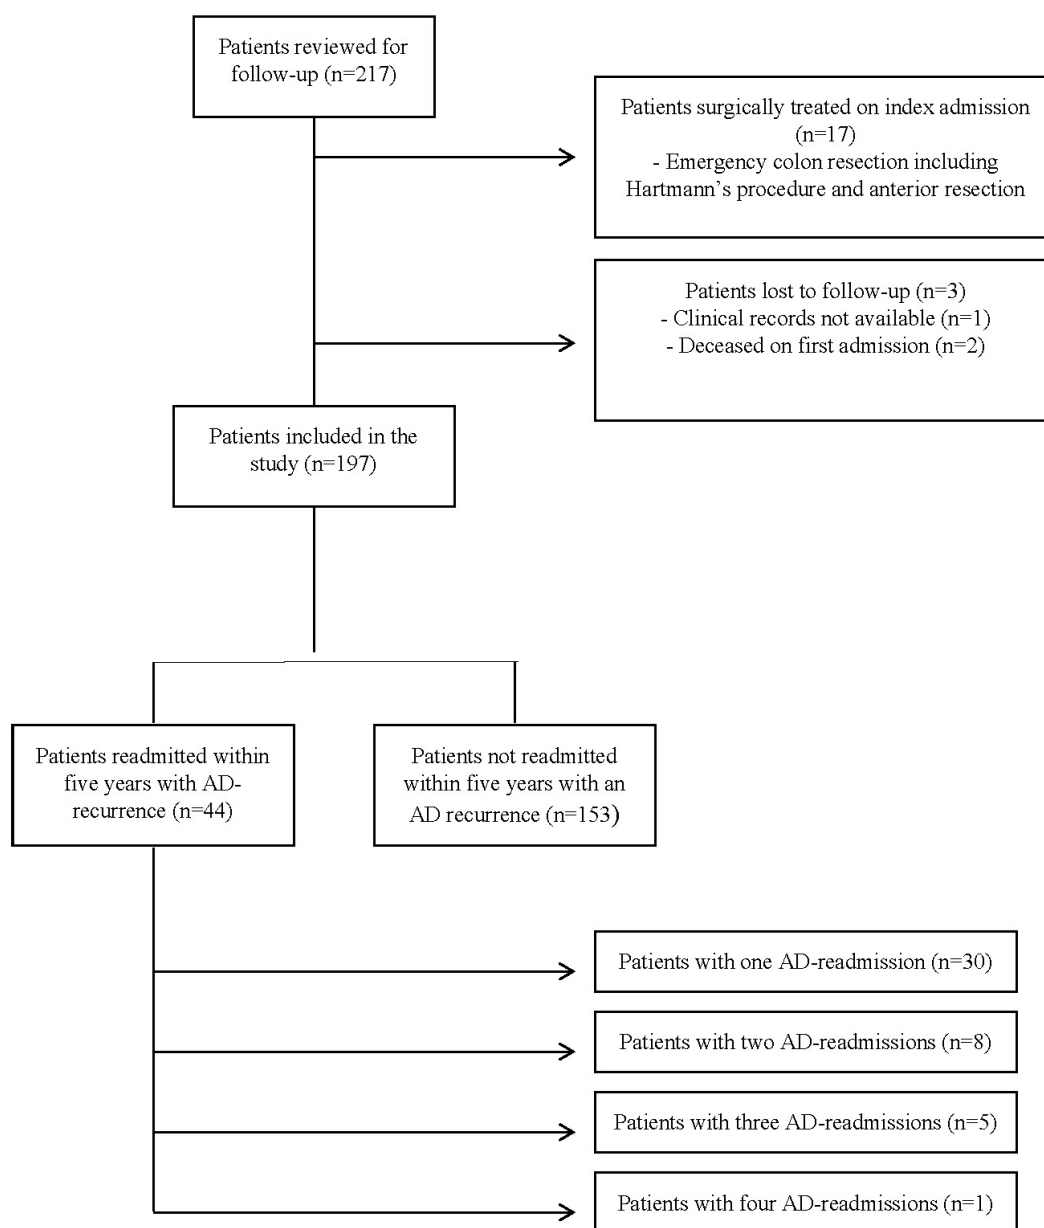 Patients reviewed for
follow-up (n=217)
Patients surgically treated on index admission
(n=17)
- Emergency colon resection including
Hartmann’s procedure and anterior resection
Patients lost to follow-up (n=3)
- Clinical records not available (n=1)
- Deceased on first admission (n=2)
Patients included in the
study (n=197)
Patients readmitted within
five years with AD-
recurrence (n=44)
Patients not readmitted
within five years with an
AD recurrence (n=153)
Patients with one AD-readmission (n=30)
Patients with two AD-readmissions (n=8)
Patients with three AD-readmissions (n=5)
Patients with four AD-readmissions (n=1)